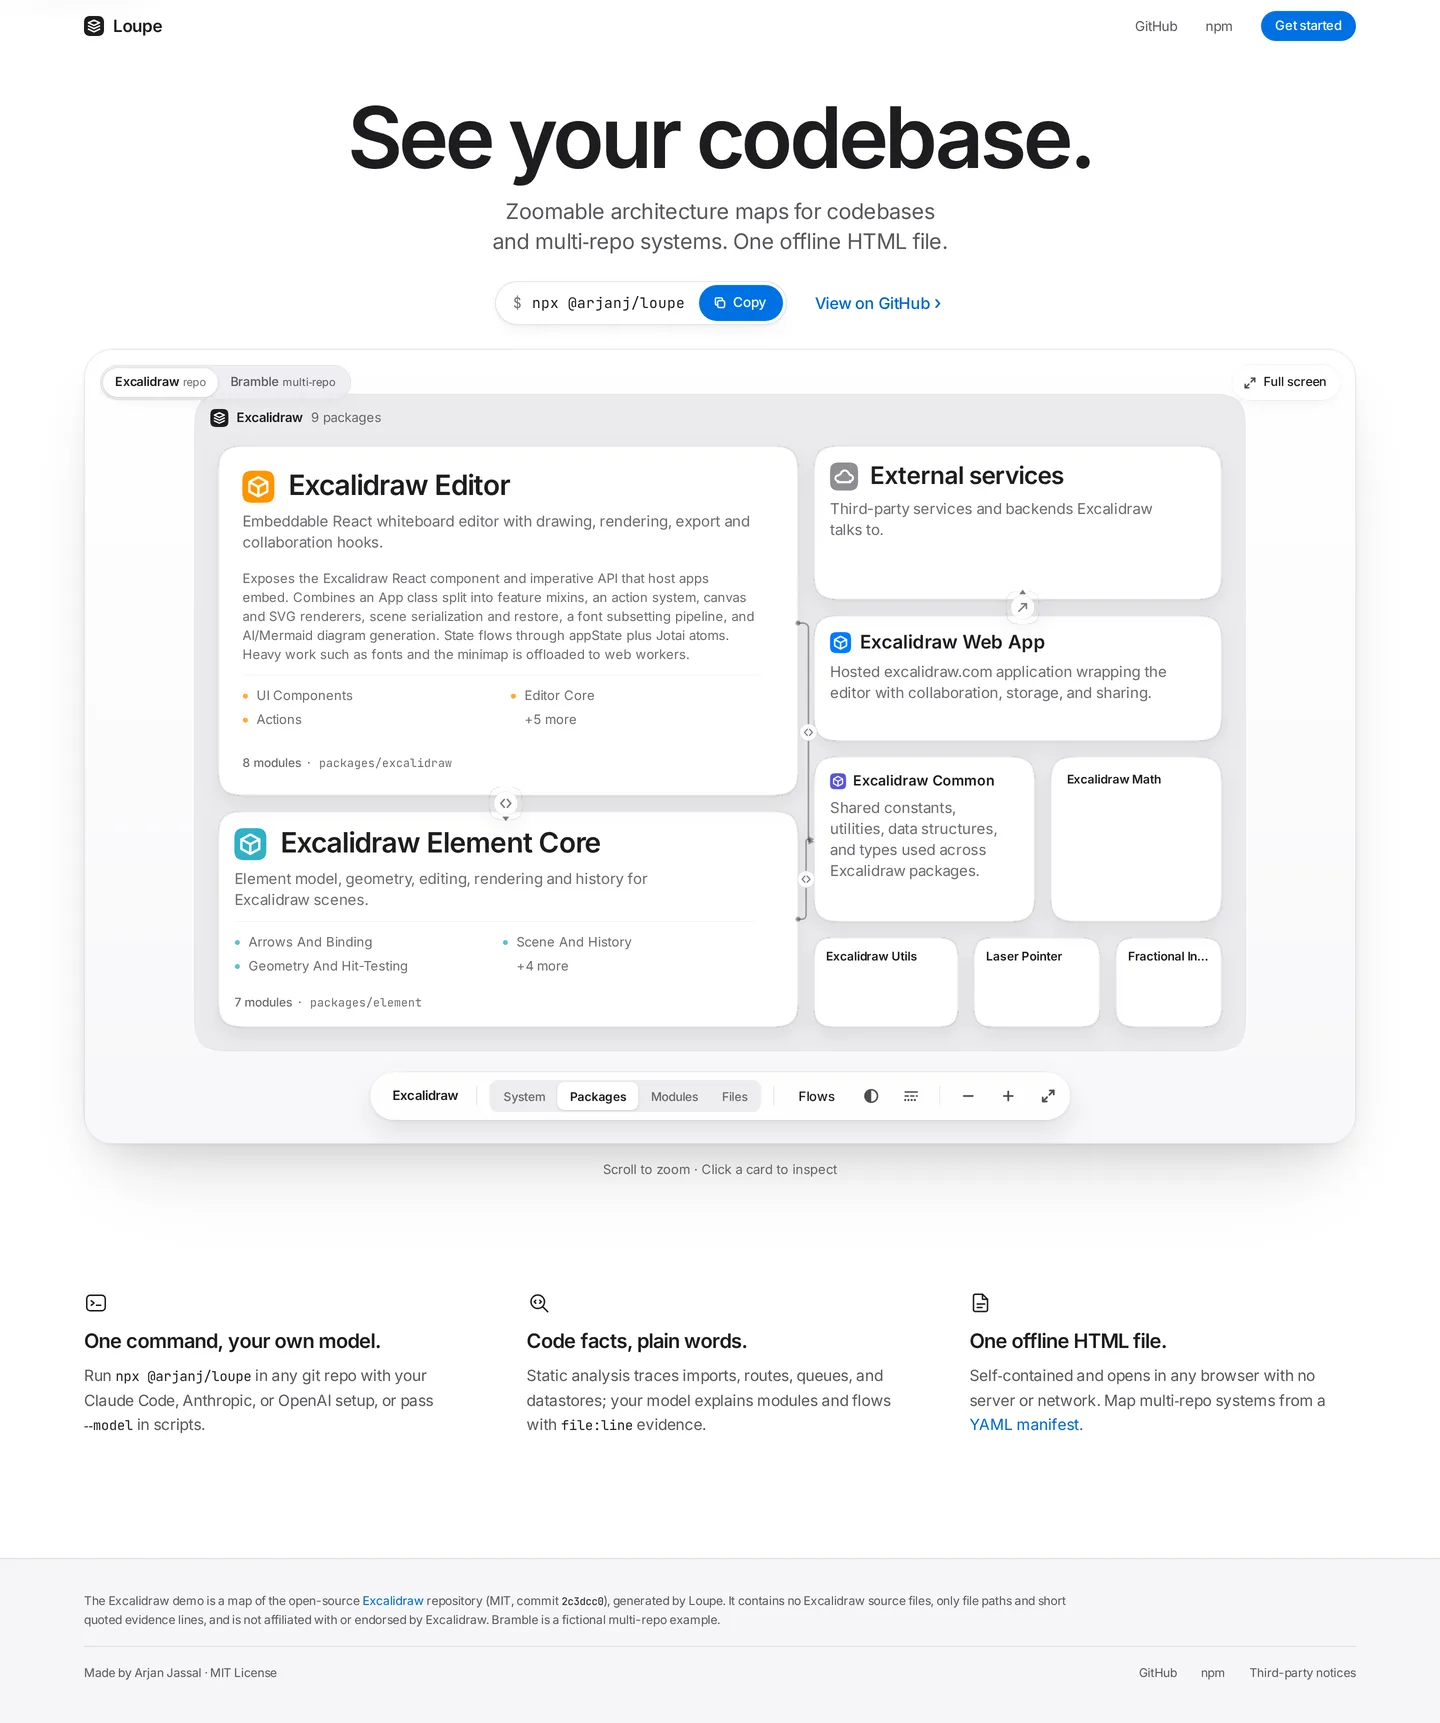 Loupe
GitHub npm Get started
See your codebase.
Zoomable architecture maps for codebases
and multi-repo systems. One offline HTML file.
$ npx @arjanj/loupe Copy View on GitHub ›
Excalidraw repo Bramble multi-repo Full screen
Excalidraw 9 packages
Excalidraw Editor
Embeddable React whiteboard editor with drawing, rendering, export and
collaboration hooks.
Exposes the Excalidraw React component and imperative API that host apps
embed. Combines an App class split into feature mixins, an action system, canvas
and SVG renderers, scene serialization and restore, a font subsetting pipeline, and
AI/Mermaid diagram generation. State flows through appState plus Jotai atoms.
Heavy work such as fonts and the minimap is offloaded to web workers.
UI Components Editor Core
Actions +5 more
8 modules · packages/excalidraw
Excalidraw Element Core
Element model, geometry, editing, rendering and history for
Excalidraw scenes.
Arrows And Binding Scene And History
Geometry And Hit-Testing +4 more
7 modules · packages/element
External services
Third-party services and backends Excalidraw
talks to.
Excalidraw Web App
Hosted excalidraw.com application wrapping the
editor with collaboration, storage, and sharing.
Excalidraw Common
Shared constants,
utilities, data structures,
and types used across
Excalidraw packages.
Excalidraw Math
Excalidraw Utils
Laser Pointer
Fractional In...
Excalidraw System Packages Modules Files Flows
Scroll to zoom · Click a card to inspect
One command, your own model.
Run npx @arjanj/loupe in any git repo with your
Claude Code, Anthropic, or OpenAI setup, or pass
--model in scripts.
Code facts, plain words.
Static analysis traces imports, routes, queues, and
datastores; your model explains modules and flows
with file:line evidence.
One offline HTML file.
Self-contained and opens in any browser with no
server or network. Map multi-repo systems from a
YAML manifest.
The Excalidraw demo is a map of the open-source Excalidraw repository (MIT, commit 2c3dcc0), generated by Loupe. It contains no Excalidraw source files, only file paths and short
quoted evidence lines, and is not affiliated with or endorsed by Excalidraw. Bramble is a fictional multi-repo example.
Made by Arjan Jassal · MIT License
GitHub npm Third-party notices